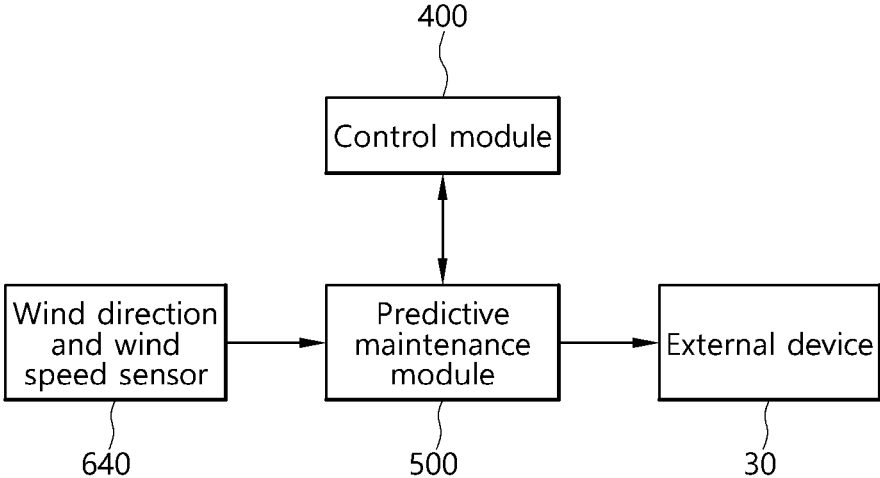 400
Control module
Wind direction
and wind
speed sensor
Predictive
maintenance
module
External device
640
500
30